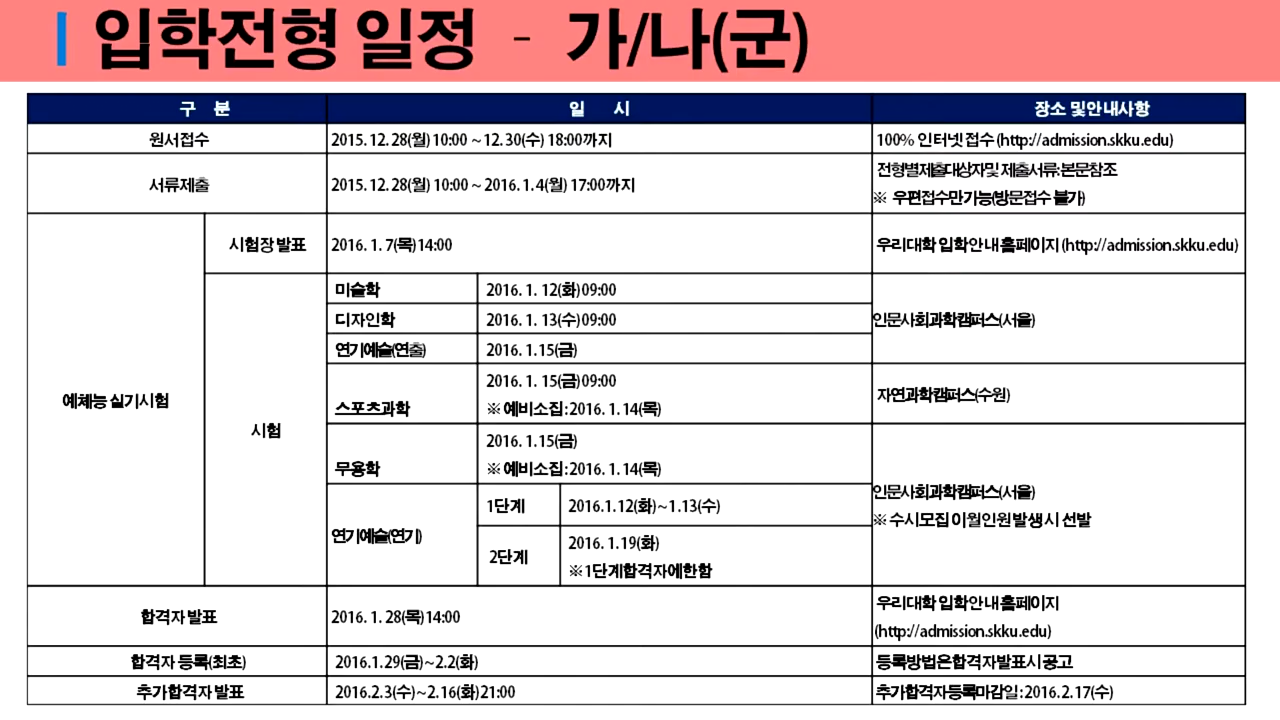 입학전형 일정 - 가/나(군)
구 분 일 시 장소 및안내사항
원서접수 2015. 12. 28(월) 10:00 ~ 12. 30(수) 18:00까지 100% 인터넷 접수 (http://admission.skku.edu)
서류제출 2015. 12. 28(월) 10:00 ~ 2016. 1. 4(월) 17:00까지 전형별제출대상자및 제출서류:본문참조
※ 우편접수만가능(방문접수 불가)
예체능 실기시험 시험장 발표 2016. 1. 7(목) 14:00 우리대학 입학안내홈페이지 (http://admission.skku.edu)
시험 미술학 2016. 1. 12(화) 09:00 인문사회과학캠퍼스(서울)
디자인학 2016. 1. 13(수) 09:00
연기예술(연출) 2016. 1.15(금)
스포츠과학 2016. 1. 15(금) 09:00 자연과학캠퍼스(수원)
※ 예비소집 : 2016. 1. 14(목)
무용학 2016. 1.15(금) 인문사회과학캠퍼스(서울)
※ 예비소집 : 2016. 1. 14(목) ※ 수시모집 이월인원 발생 시 선발
연기예술(연기) 1단계 2016.1.12(화) ~ 1.13(수)
2단계 2016. 1.19(화)
※1단계합격자에한함
합격자 발표 2016. 1. 28(목) 14:00 우리대학 입학안내홈페이지
(http://admission.skku.edu)
합격자 등록(최초) 2016.1.29(금) ~ 2.2(화) 등록방법은합격자발표시공고
추가합격자 발표 2016.2.3(수) ~ 2.16(화) 21:00 추가합격자등록마감일 : 2016. 2. 17(수)